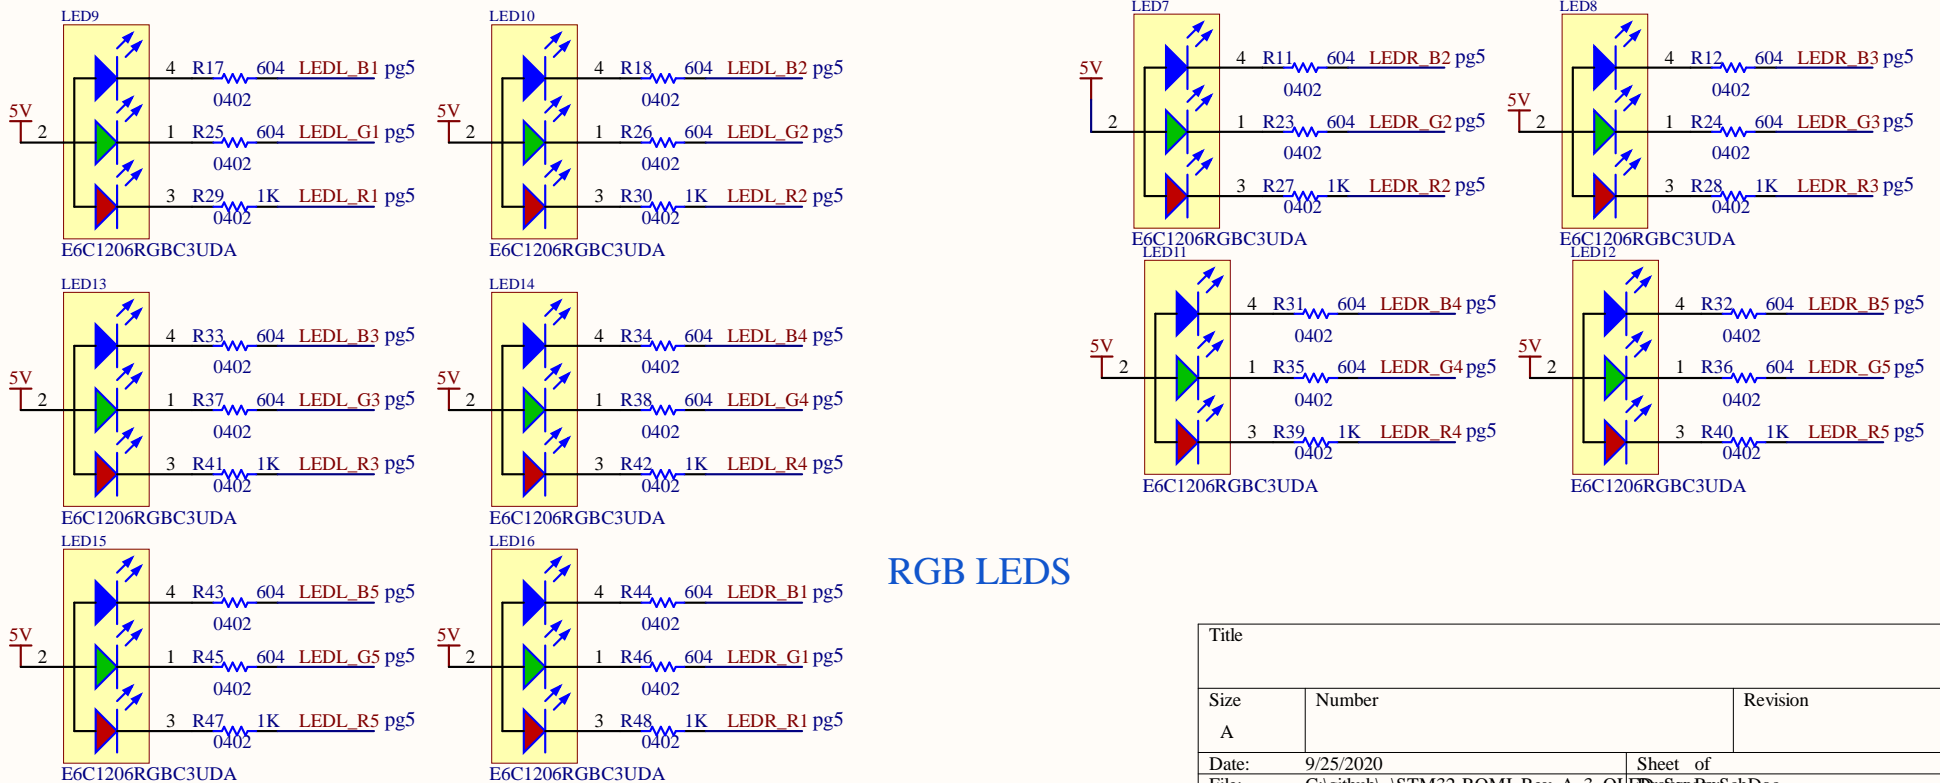 LED9
4 R17 604 LEDL_B1 pg5
0402
5V
2
1 R25 604 LEDL_G1 pg5
0402
3 R29 1K LEDL_R1 pg5
0402
E6C1206RGBC3UDA
LED10
4 R18 604 LEDL_B2 pg5
0402
5V
2
1 R26 604 LEDL_G2 pg5
0402
3 R30 1K LEDL_R2 pg5
0402
E6C1206RGBC3UDA
LED7
4 R11 604 LEDR_B2 pg5
0402
5V
2
1 R23 604 LEDR_G2 pg5
0402
3 R27 1K LEDR_R2 pg5
0402
E6C1206RGBC3UDA
LED8
4 R12 604 LEDR_B3 pg5
0402
5V
2
1 R24 604 LEDR_G3 pg5
0402
3 R28 1K LEDR_R3 pg5
0402
E6C1206RGBC3UDA
LED13
4 R33 604 LEDL_B3 pg5
0402
5V
2
1 R37 604 LEDL_G3 pg5
0402
3 R41 1K LEDL_R3 pg5
0402
E6C1206RGBC3UDA
LED14
4 R34 604 LEDL_B4 pg5
0402
5V
2
1 R38 604 LEDL_G4 pg5
0402
3 R42 1K LEDL_R4 pg5
0402
E6C1206RGBC3UDA
LED11
4 R31 604 LEDR_B4 pg5
0402
5V
2
1 R35 604 LEDR_G4 pg5
0402
3 R39 1K LEDR_R4 pg5
0402
E6C1206RGBC3UDA
LED12
4 R32 604 LEDR_B5 pg5
0402
5V
2
1 R36 604 LEDR_G5 pg5
0402
3 R40 1K LEDR_R5 pg5
0402
E6C1206RGBC3UDA
LED15
4 R43 604 LEDL_B5 pg5
0402
5V
2
1 R45 604 LEDL_G5 pg5
0402
3 R47 1K LEDL_R5 pg5
0402
E6C1206RGBC3UDA
LED16
4 R44 604 LEDR_B1 pg5
0402
5V
2
1 R46 604 LEDR_G1 pg5
0402
3 R48 1K LEDR_R1 pg5
0402
E6C1206RGBC3UDA
RGB LEDS
Title
Size Number Revision
A
Date: 9/25/2020 Sheet of
File: